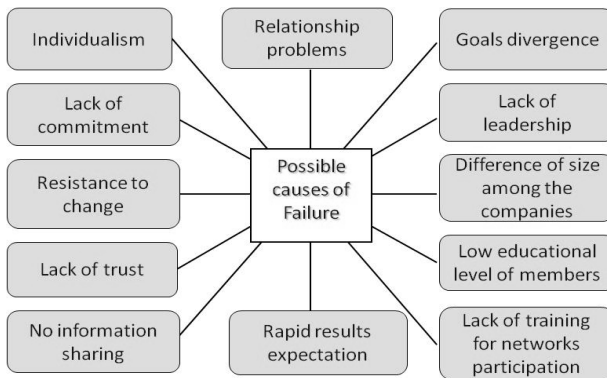 Individualism
Relationship
problems
Goals divergence
Lack of
commitment
Lack of
leadership
Possible
causes of
Failure
Resistance to
change
Difference of size
among the
companies
Lack of trust
Low educational
level of members
No information
sharing
Rapid results
expectation
Lack of training
for networks
participation